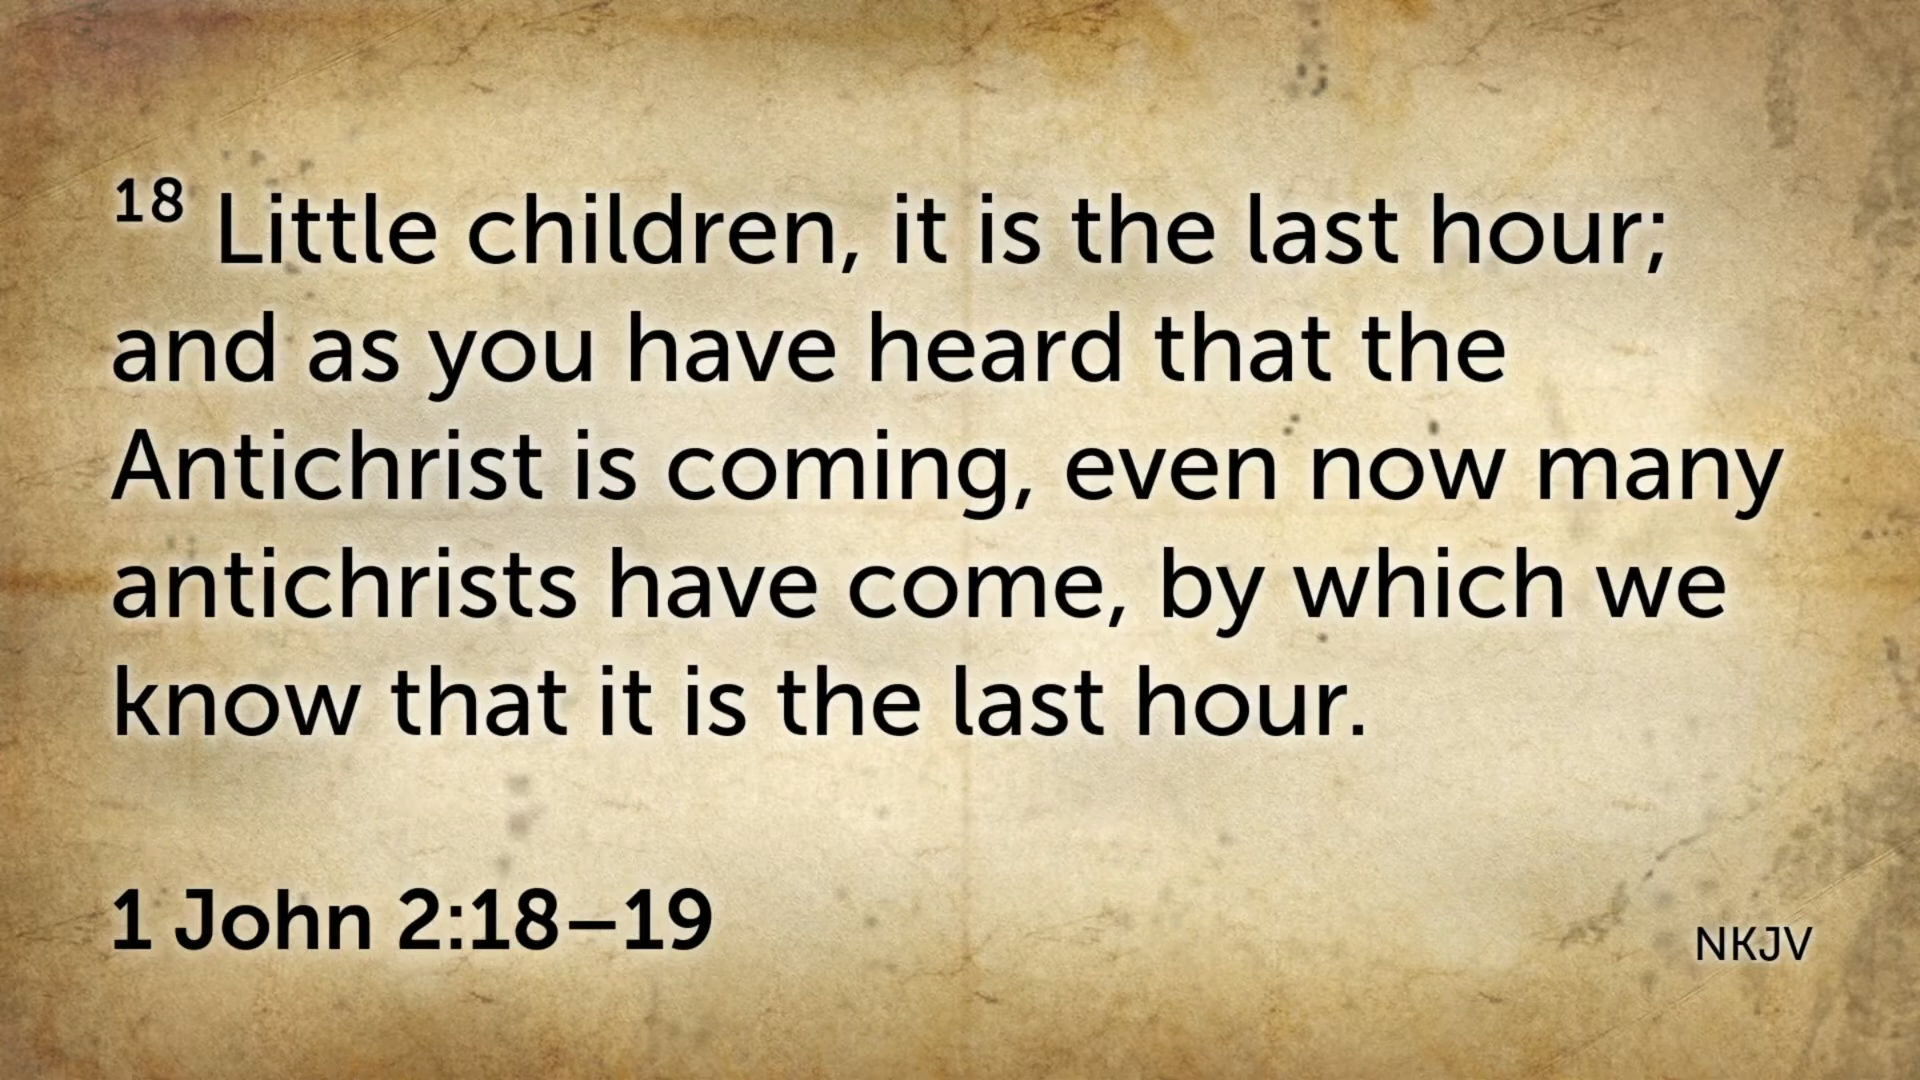 18 Little children, it is the last hour;
and as you have heard that the
Antichrist is coming, even now many
antichrists have come, by which we
know that it is the last hour.
1 John 2:18–19
NKJV